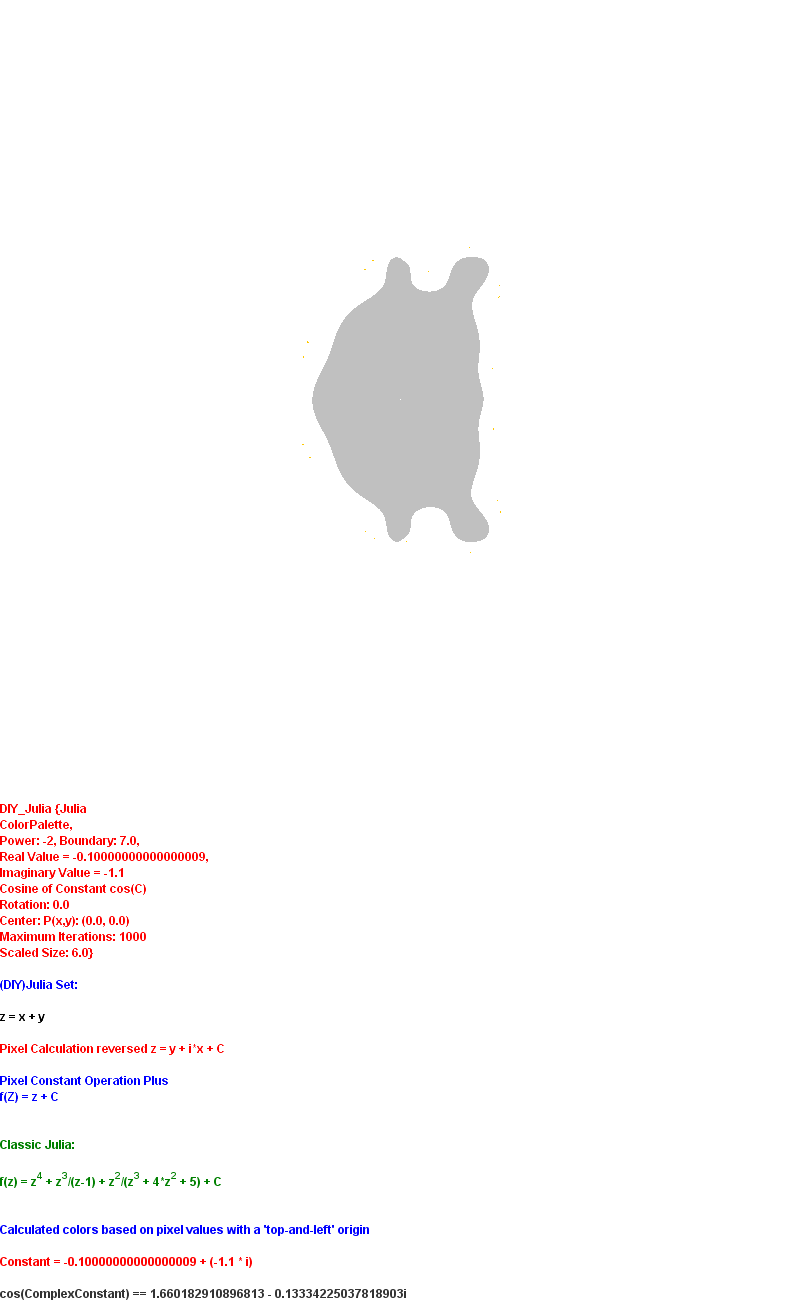 DIY_Julia {Julia
ColorPalette,
Power: -2, Boundary: 7.0,
Real Value = -0.10000000000000009,
Imaginary Value = -1.1
Cosine of Constant cos(C)
Rotation: 0.0
Center: P(x,y): (0.0, 0.0)
Maximum Iterations: 1000
Scaled Size: 6.0}
(DIY)Julia Set:
z = x + y
Pixel Calculation reversed z = y + i*x + C
Pixel Constant Operation Plus
f(Z) = z + C
Classic Julia:
f(z) = z^4 + z^3/(z-1) + z^2/(z^3 + 4*z^2 + 5) + C
Calculated colors based on pixel values with a 'top-and-left' origin
Constant = -0.10000000000000009 + (-1.1 * i)
cos(ComplexConstant) == 1.660182910896813 - 0.13334225037818903i